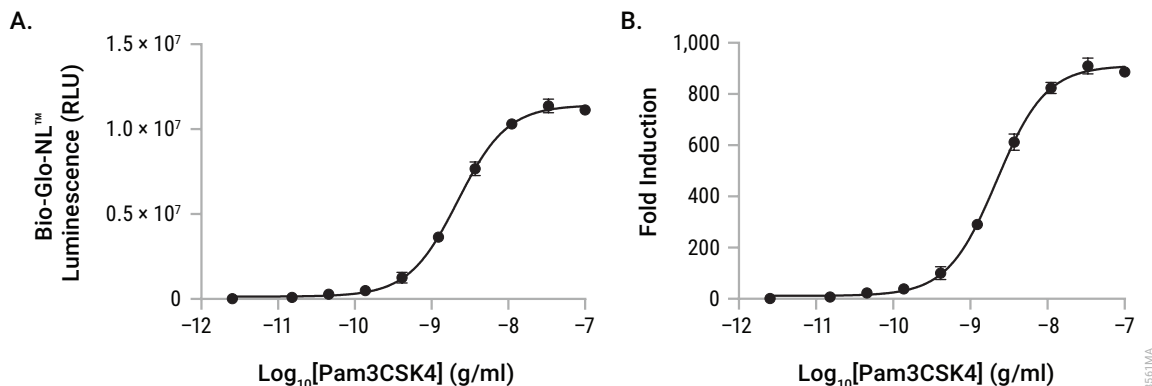 A.
Bio-Glo-NL™
Luminescence (RLU)
1.5 × 10⁷
1.0 × 10⁷
0.5 × 10⁷
0
−12
−11
−10
−9
−8
−7
Log₁₀[Pam3CSK4] (g/ml)
B.
Fold Induction
1,000
800
600
400
200
0
−12
−11
−10
−9
−8
−7
Log₁₀[Pam3CSK4] (g/ml)